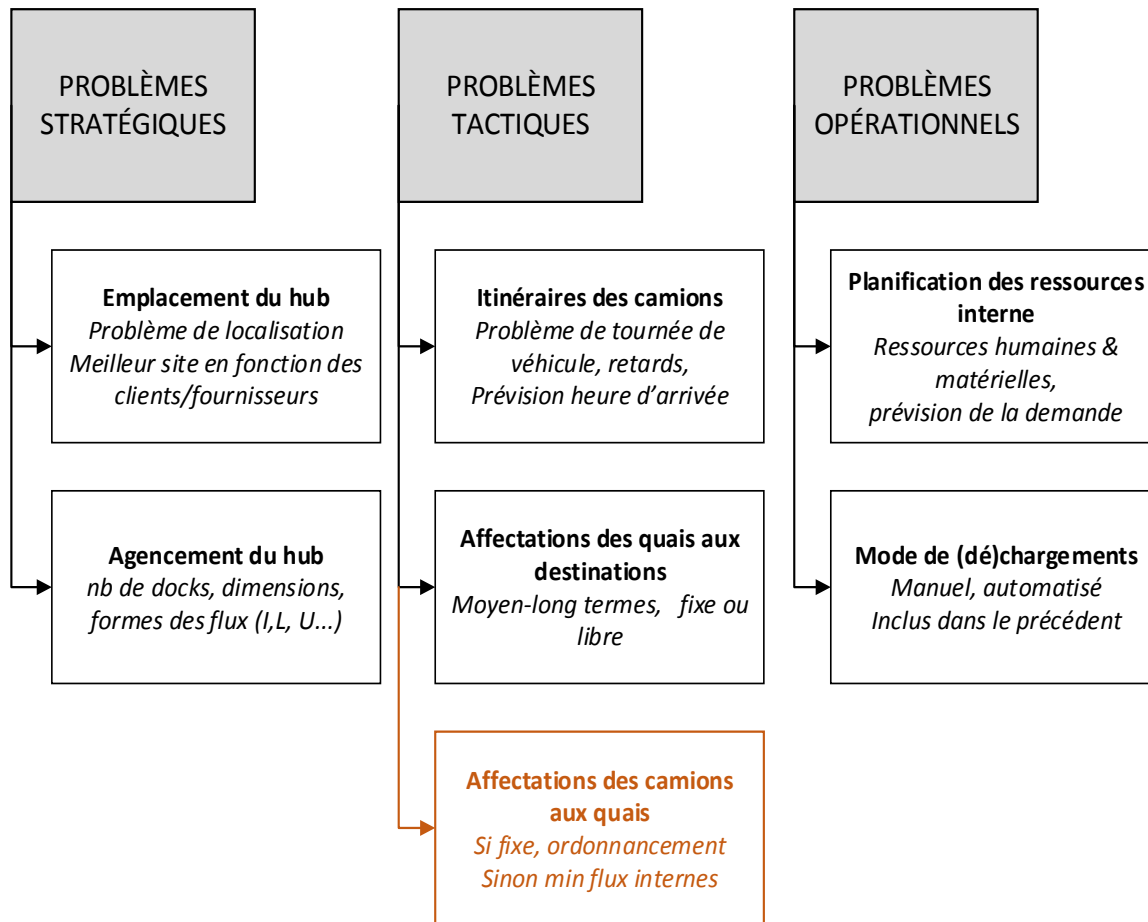 PROBLÈMES
STRATÉGIQUES
Emplacement du hub
Problème de localisation
Meilleur site en fonction des
clients/fournisseurs
Agencement du hub
nb de docks, dimensions,
formes des flux (I,L, U...)
PROBLÈMES
TACTIQUES
Itinéraires des camions
Problème de tournée de
véhicule, retards,
Prévision heure d’arrivée
Affectations des quais aux
destinations
Moyen-long termes, fixe ou
libre
Affectations des camions
aux quais
Si fixe, ordonnancement
Sinon min flux internes
PROBLÈMES
OPÉRATIONNELS
Planification des ressources
interne
Ressources humaines &
matérielles,
prévision de la demande
Mode de (dé)chargements
Manuel, automatisé
Inclus dans le précédent